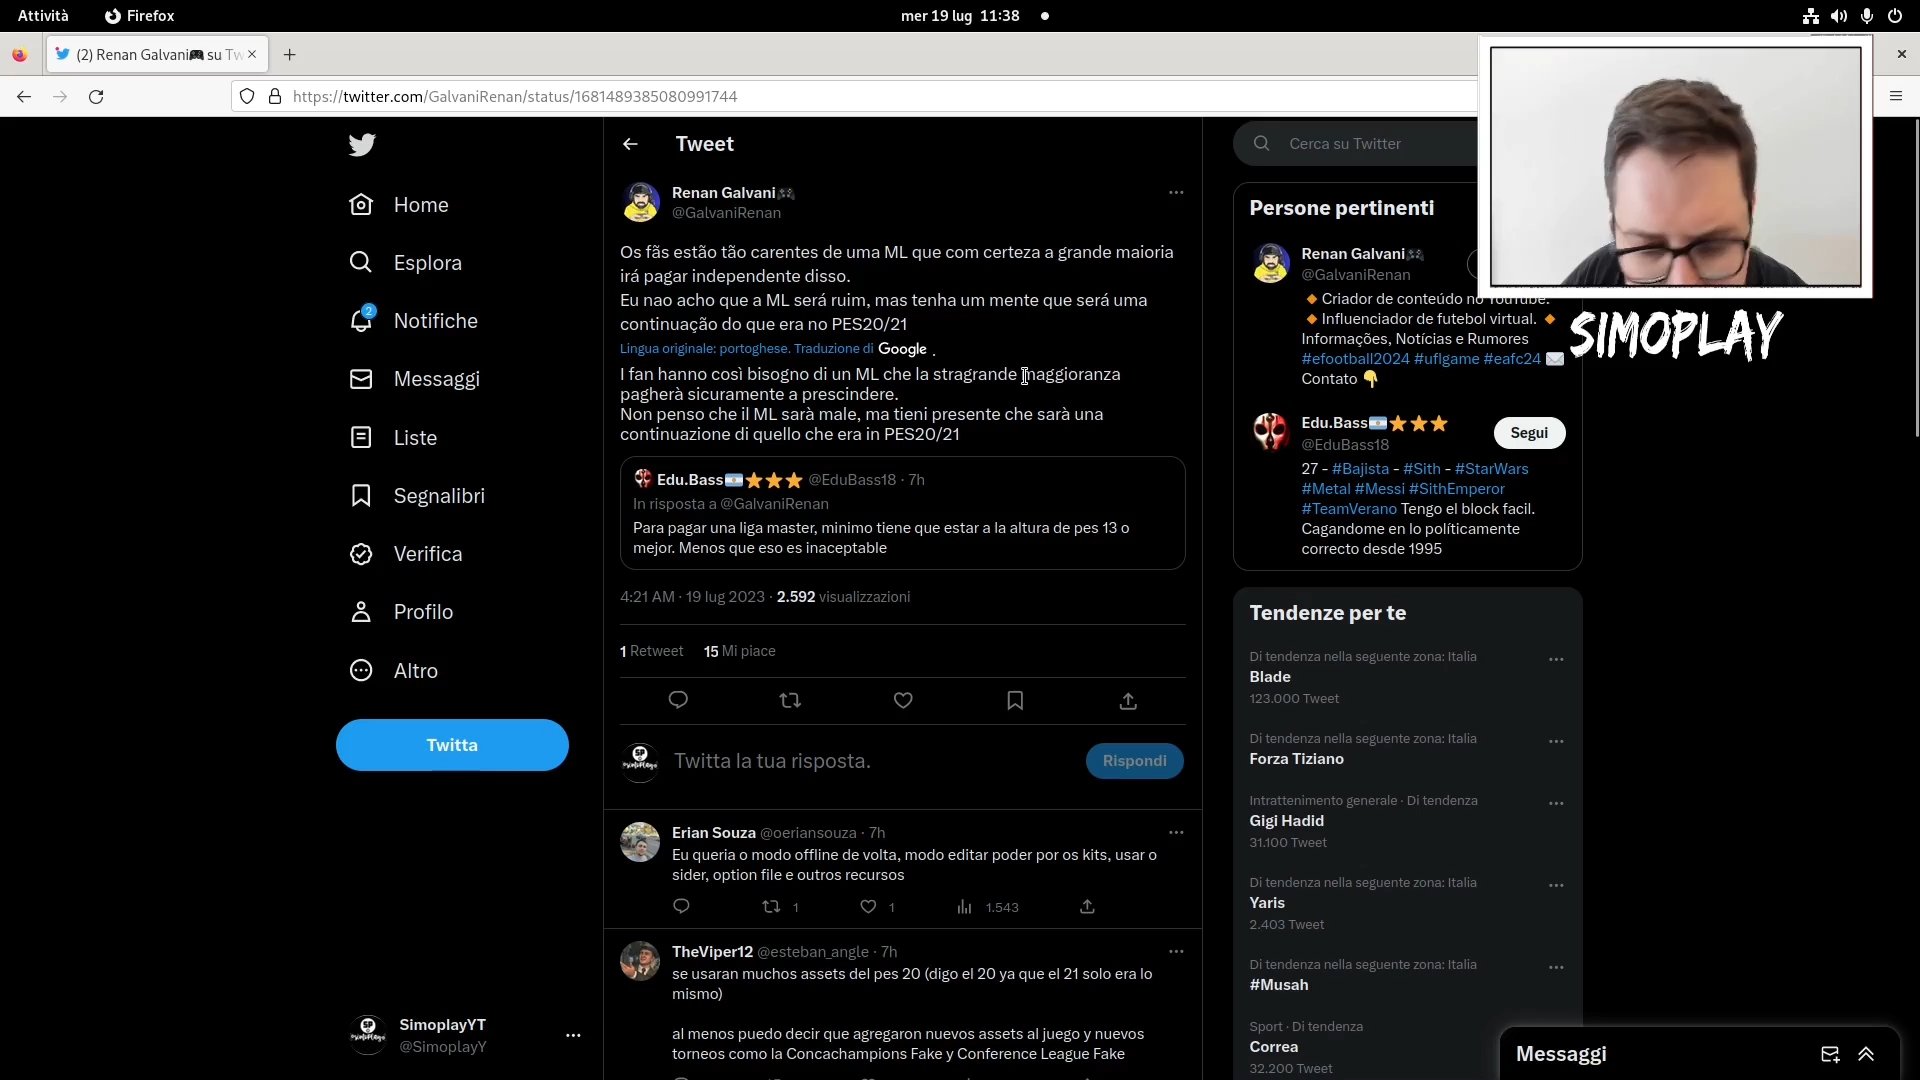 Attività
Firefox
mer 19 lug 11:38
(2) Renan Galvani🎮 su Tw
https://twitter.com/GalvaniRenan/status/1681489385080991744
Home
Esplora
2
Notifiche
Messaggi
Liste
Segnalibri
Verifica
Profilo
Altro
Twitta
SimoplayYT
@SimoplayY
Tweet
Renan Galvani🎮
@GalvaniRenan
Os fãs estão tão carentes de uma ML que com certeza a grande maioria
irá pagar independente disso.
Eu nao acho que a ML será ruim, mas tenha um mente que será uma
continuação do que era no PES20/21
Lingua originale: portoghese. Traduzione di Google .
I fan hanno così bisogno di un ML che la stragrande maggioranza
pagherà sicuramente a prescindere.
Non penso che il ML sarà male, ma tieni presente che sarà una
continuazione di quello che era in PES20/21
Edu.Bass🇦🇷⭐⭐⭐ @EduBass18 · 7h
In risposta a @GalvaniRenan
Para pagar una liga master, minimo tiene que estar a la altura de pes 13 o
mejor. Menos que eso es inaceptable
4:21 AM · 19 lug 2023 · 2.592 visualizzazioni
1 Retweet 15 Mi piace
Twitta la tua risposta.
Rispondi
Erian Souza @oeriansouza · 7h
Eu queria o modo offline de volta, modo editar poder por os kits, usar o
sider, option file e outros recursos
1 1 1.543
TheViper12 @esteban_angle · 7h
se usaran muchos assets del pes 20 (digo el 20 ya que el 21 solo era lo
mismo)
al menos puedo decir que agregaron nuevos assets al juego y nuevos
torneos como la Concachampions Fake y Conference League Fake
Cerca su Twitter
Persone pertinenti
Renan Galvani🎮
@GalvaniRenan
🔸Criador de conteúdo no YouTube.
🔸Influenciador de futebol virtual. 🔸
Informações, Notícias e Rumores
#efootball2024 #uflgame #eafc24 ✉️
Contato 👇
SIMOPLAY
Edu.Bass🇦🇷⭐⭐⭐
@EduBass18
Segui
27 - #Bajista - #Sith - #StarWars
#Metal #Messi #SithEmperor
#TeamVerano Tengo el block facil.
Cagandome en lo políticamente
correcto desde 1995
Tendenze per te
Di tendenza nella seguente zona: Italia
Blade
123.000 Tweet
Di tendenza nella seguente zona: Italia
Forza Tiziano
Intrattenimento generale · Di tendenza
Gigi Hadid
31.100 Tweet
Di tendenza nella seguente zona: Italia
Yaris
2.403 Tweet
Di tendenza nella seguente zona: Italia
#Musah
Sport · Di tendenza
Correa
32.200 Tweet
Messaggi